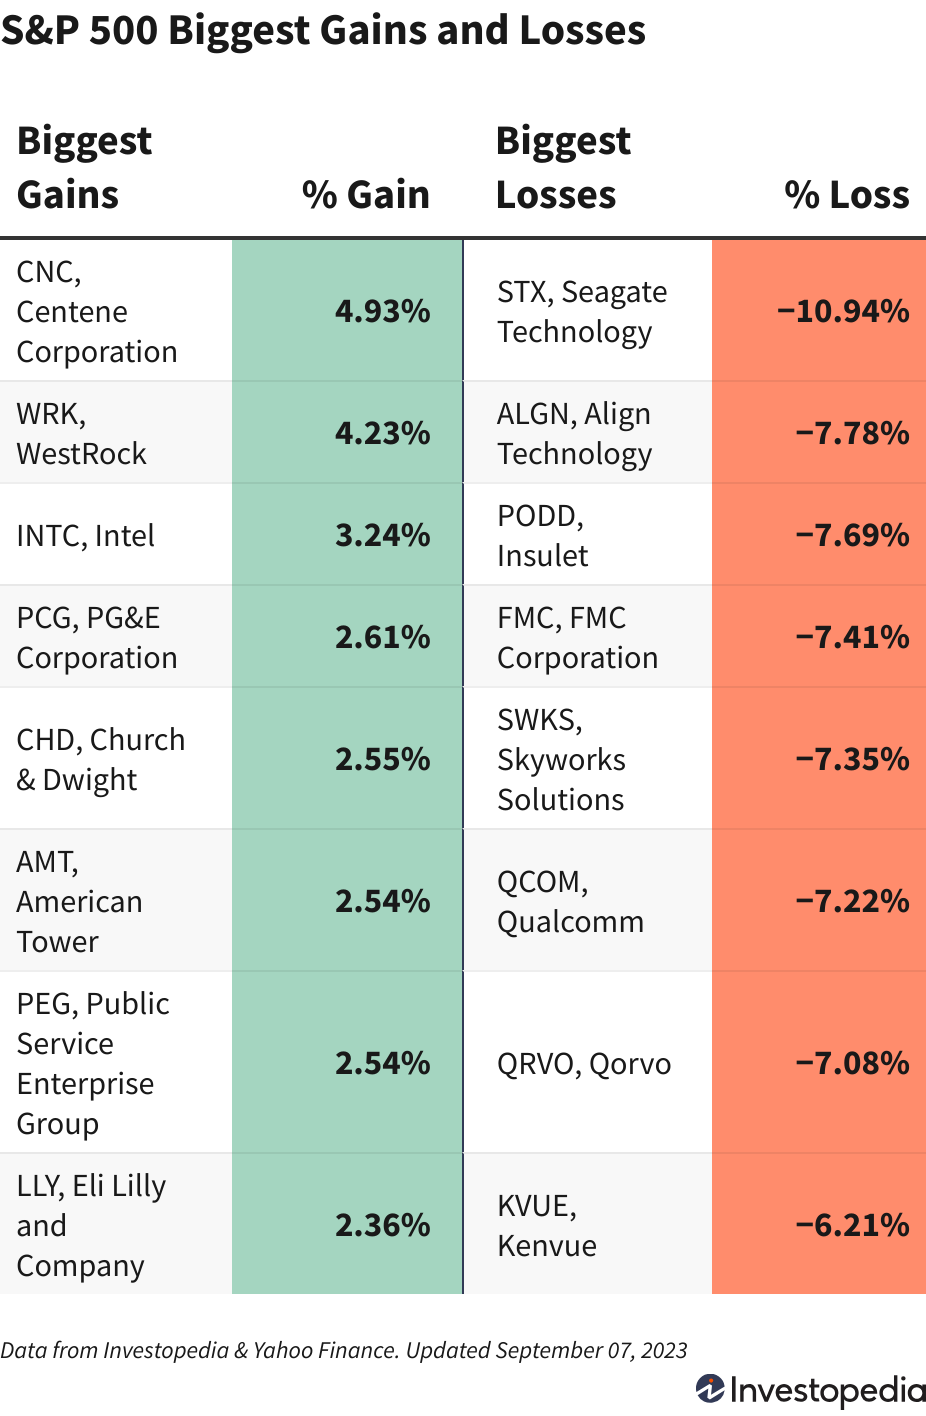 S&P 500 Biggest Gains and Losses
Biggest
Gains
% Gain
Biggest
Losses
% Loss
CNC,
Centene
Corporation
4.93%
STX, Seagate
Technology
−10.94%
WRK,
WestRock
4.23%
ALGN, Align
Technology
−7.78%
INTC, Intel
3.24%
PODD,
Insulet
−7.69%
PCG, PG&E
Corporation
2.61%
FMC, FMC
Corporation
−7.41%
CHD, Church
& Dwight
2.55%
SWKS,
Skyworks
Solutions
−7.35%
AMT,
American
Tower
2.54%
QCOM,
Qualcomm
−7.22%
PEG, Public
Service
Enterprise
Group
2.54%
QRVO, Qorvo
−7.08%
LLY, Eli Lilly
and
Company
2.36%
KVUE,
Kenvue
−6.21%
Data from Investopedia & Yahoo Finance. Updated September 07, 2023
Investopedia